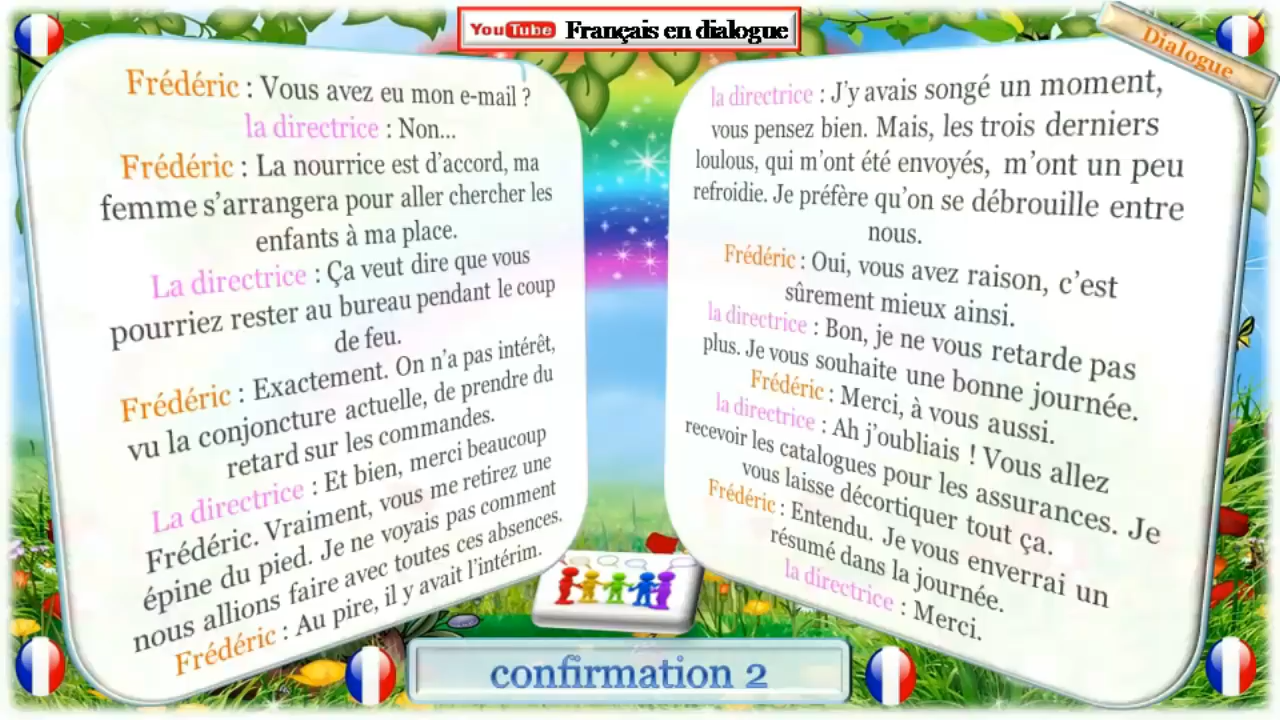 YouTube Français en dialogue
Dialogue
Frédéric : Vous avez eu mon e-mail ?
la directrice : Non...
Frédéric : La nourrice est d’accord, ma
femme s’arrangera pour aller chercher les
enfants à ma place.
La directrice : Ça veut dire que vous
pourriez rester au bureau pendant le coup
de feu.
Frédéric : Exactement. On n’a pas intérêt,
vu la conjoncture actuelle, de prendre du
retard sur les commandes.
La directrice : Et bien, merci beaucoup
Frédéric. Vraiment, vous me retirez une
épine du pied. Je ne voyais pas comment
nous allions faire avec toutes ces absences.
Frédéric : Au pire, il y avait l’intérim.
la directrice : J’y avais songé un moment,
vous pensez bien. Mais, les trois derniers
loulous, qui m’ont été envoyés, m’ont un peu
refroidie. Je préfère qu’on se débrouille entre
nous.
Frédéric : Oui, vous avez raison, c’est
sûrement mieux ainsi.
la directrice : Bon, je ne vous retarde pas
plus. Je vous souhaite une bonne journée.
Frédéric : Merci, à vous aussi.
la directrice : Ah j’oubliais ! Vous allez
recevoir les catalogues pour les assurances. Je
vous laisse décortiquer tout ça.
Frédéric : Entendu. Je vous enverrai un
résumé dans la journée.
la directrice : Merci.
confirmation 2